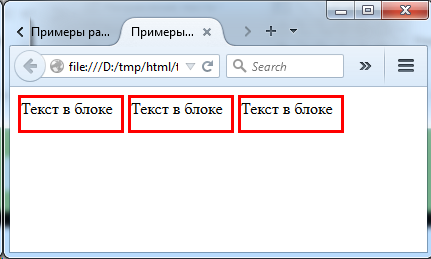 Примеры ра...
Примеры...
file:///D:/tmp/html/t
Search
Текст в блоке
Текст в блоке
Текст в блоке